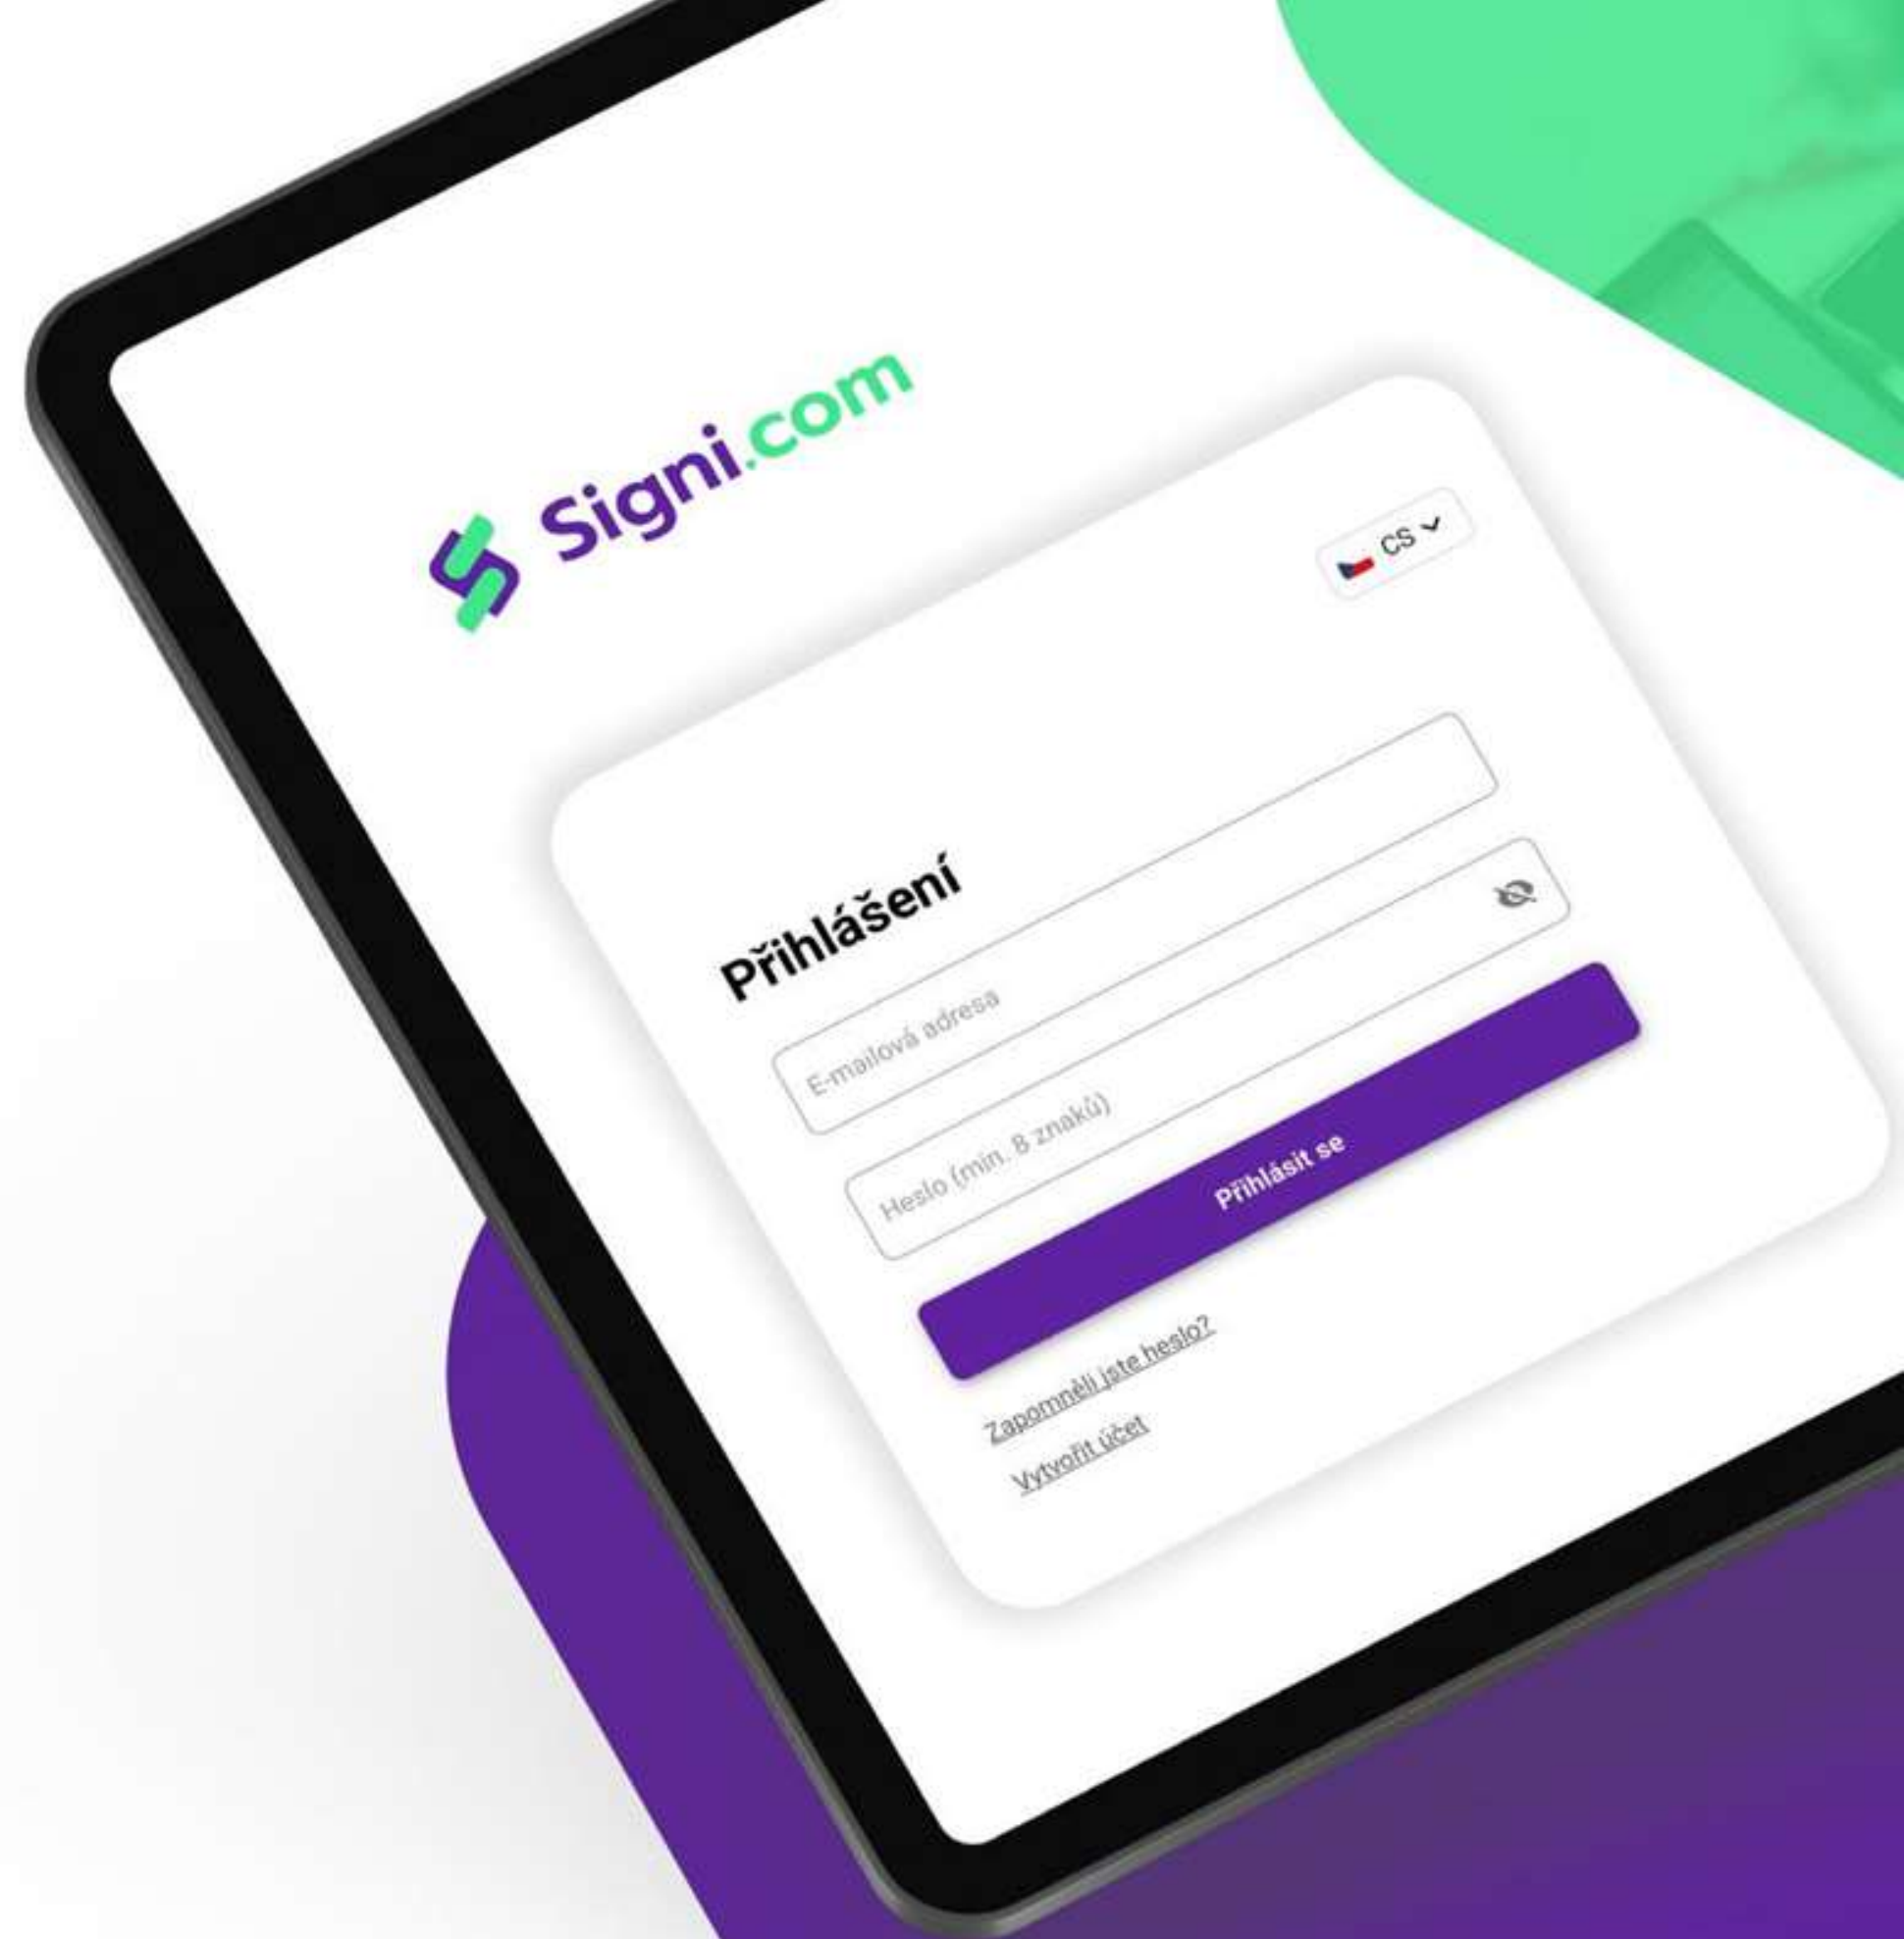 Signi.com
CS
Přihlášení
E-mailová adresa
Heslo (min. 8 znaků)
Přihlásit se
Zapomněli jste heslo?
Vytvořit účet